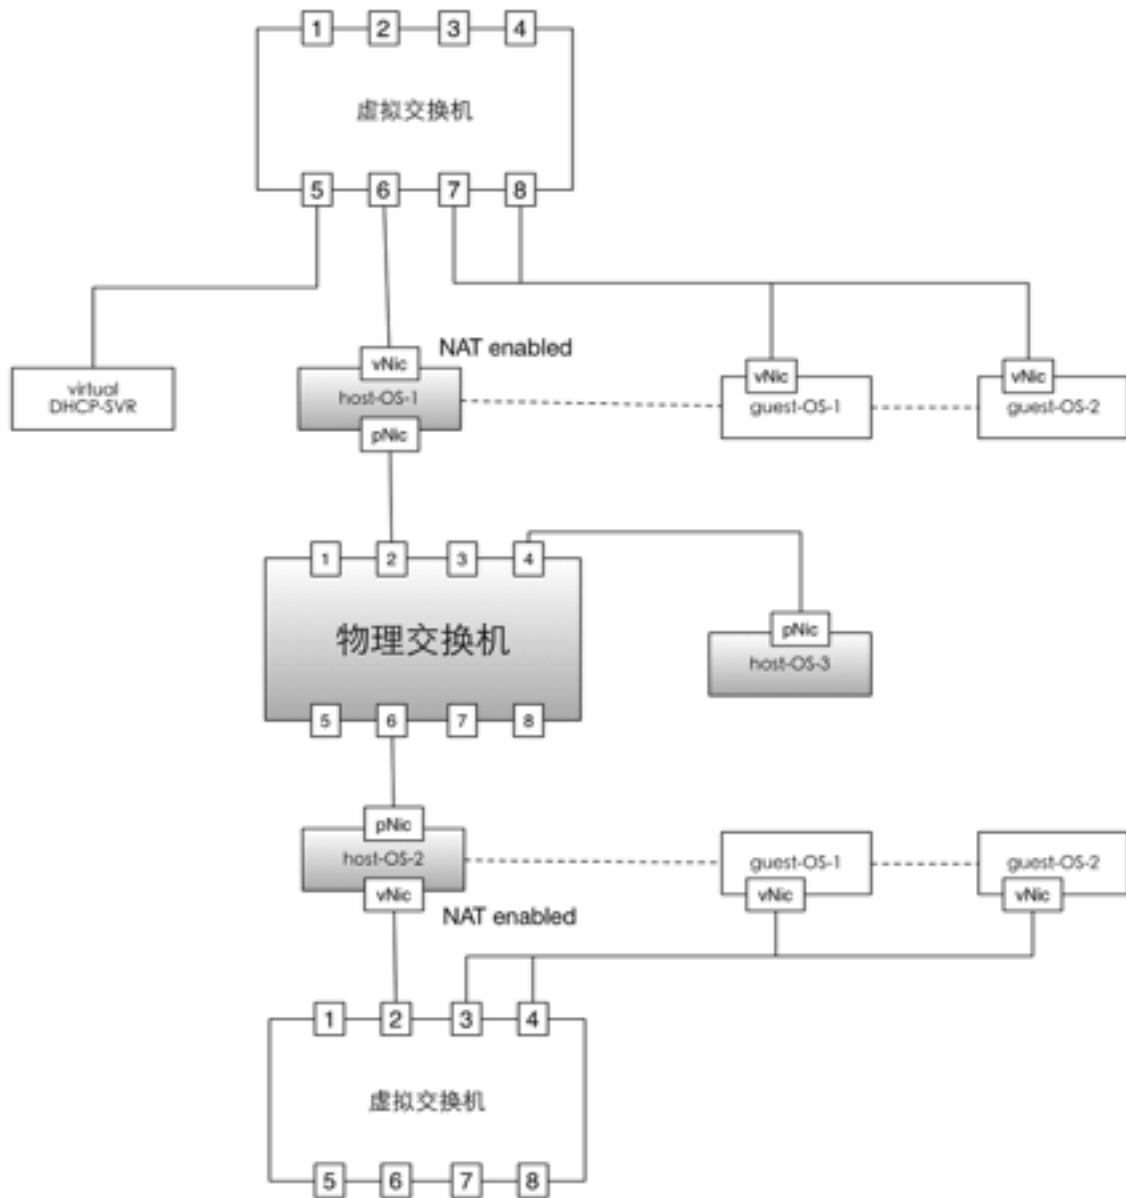 1 2 3 4
虚拟交换机
5 6 7 8
NAT enabled
vNic
host-OS-1
pNic
virtual
DHCP-SVR
vNic
guest-OS-1
vNic
guest-OS-2
1 2 3 4
物理交换机
5 6 7 8
pNic
host-OS-3
pNic
host-OS-2
vNic
NAT enabled
guest-OS-1
vNic
guest-OS-2
vNic
1 2 3 4
虚拟交换机
5 6 7 8